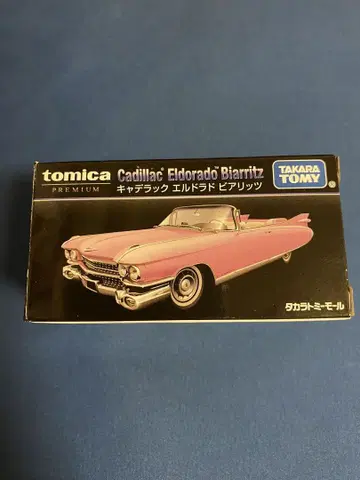 tomica
PREMIUM
Cadillac® Eldorado™ Biarritz
キャデラック エルドラド ビアリッツ
TAKARA
TOMY®
タカラトミーモール